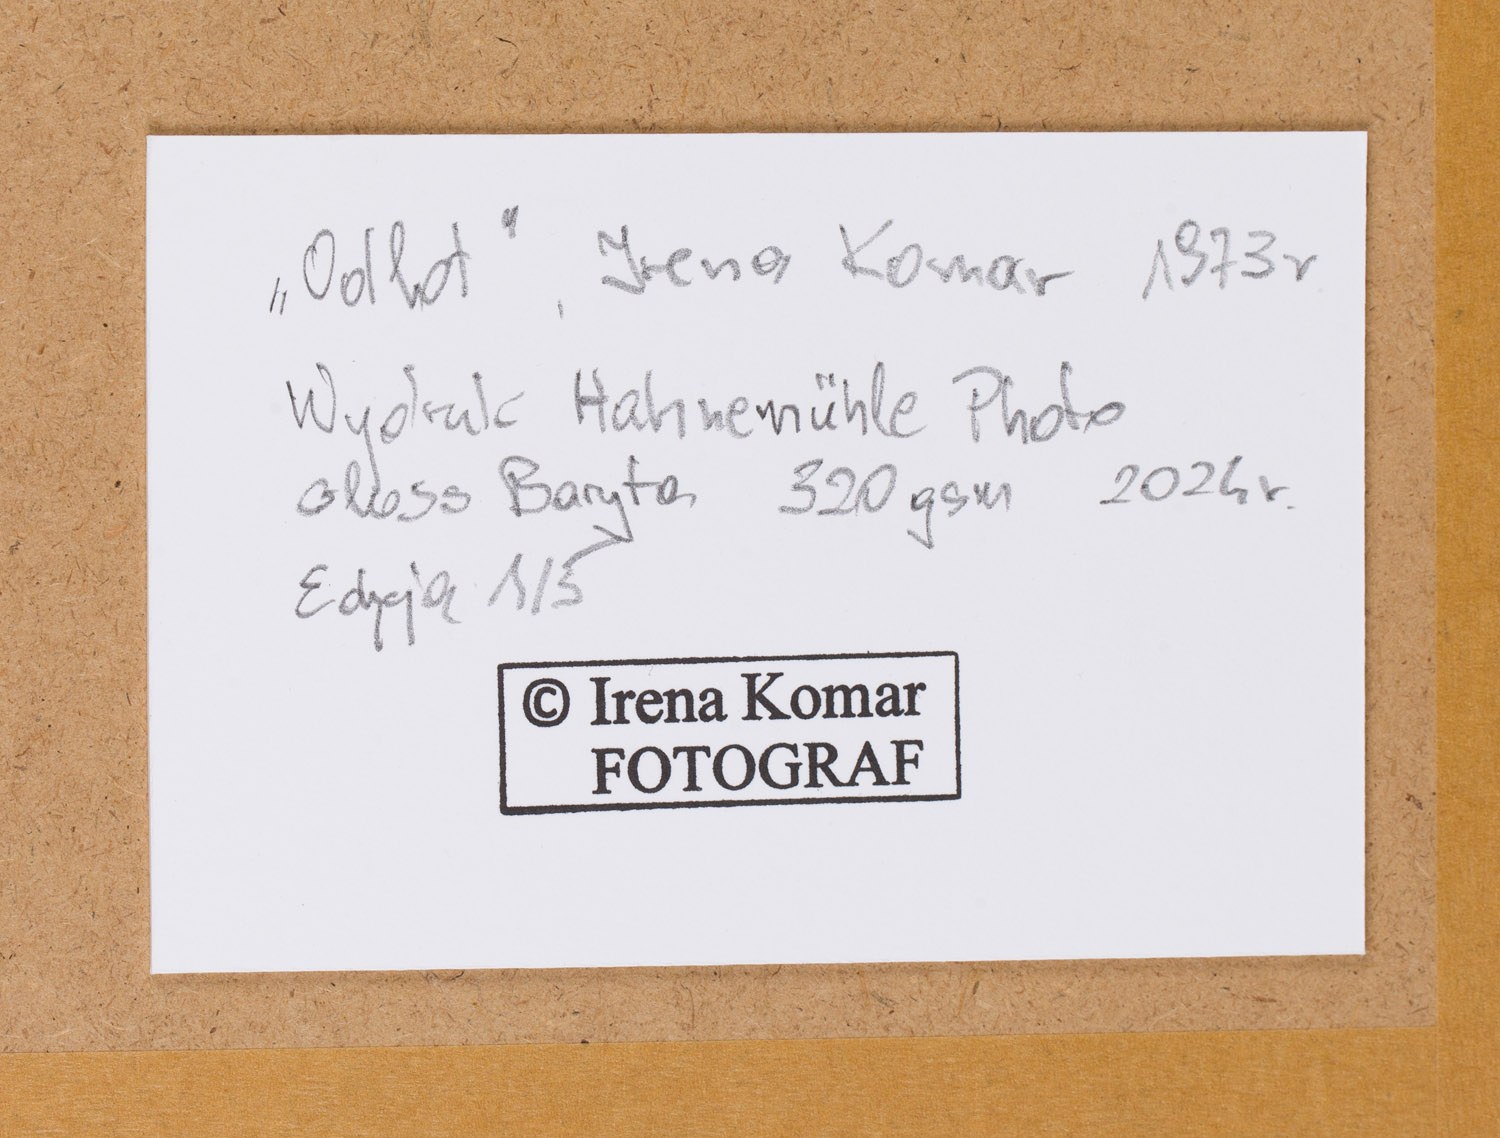 „Odlot”, Irena Komar 1973r
Wydruk Hahnemühle Photo
gloss Baryta 320 gsm 2024r.
Edycja 1/5
© Irena Komar
FOTOGRAF